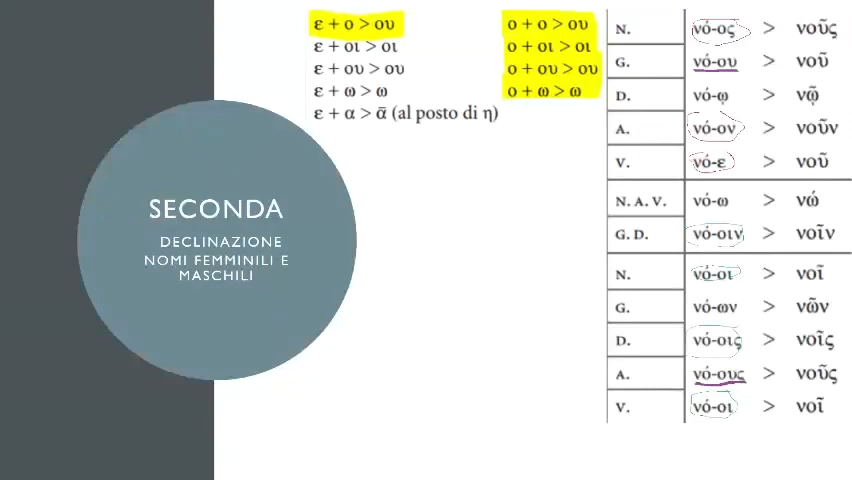 SECONDA
DECLINAZIONE
NOMI FEMMINILI E
MASCHILI
ε + ο > ου
ε + οι > οι
ε + ου > ου
ε + ω > ω
ε + α > ᾱ (al posto di η)
ο + ο > ου
ο + οι > οι
ο + ου > ου
ο + ω > ω
N. νό-ος > νοῦς
G. νό-ου > νοῦ
D. νό-ῳ > νῷ
A. νό-ον > νοῦν
V. νό-ε > νοῦ
N. A. V. νό-ω > νώ
G. D. νό-οιν > νοῖν
N. νό-οι > νοῖ
G. νό-ων > νῶν
D. νό-οις > νοῖς
A. νό-ους > νοῦς
V. νό-οι > νοῖ